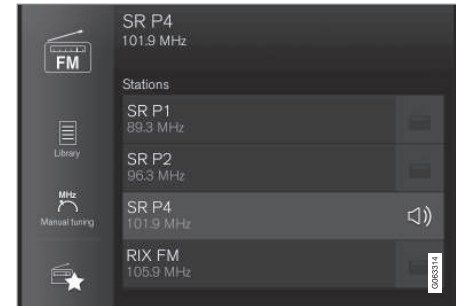 SR P4
101.9 MHz
FM
Stations
SR P1
89.3 MHz
Library
SR P2
96.3 MHz
MHz
Manual tuning
SR P4
101.9 MHz
RIX FM
105.9 MHz
G063314